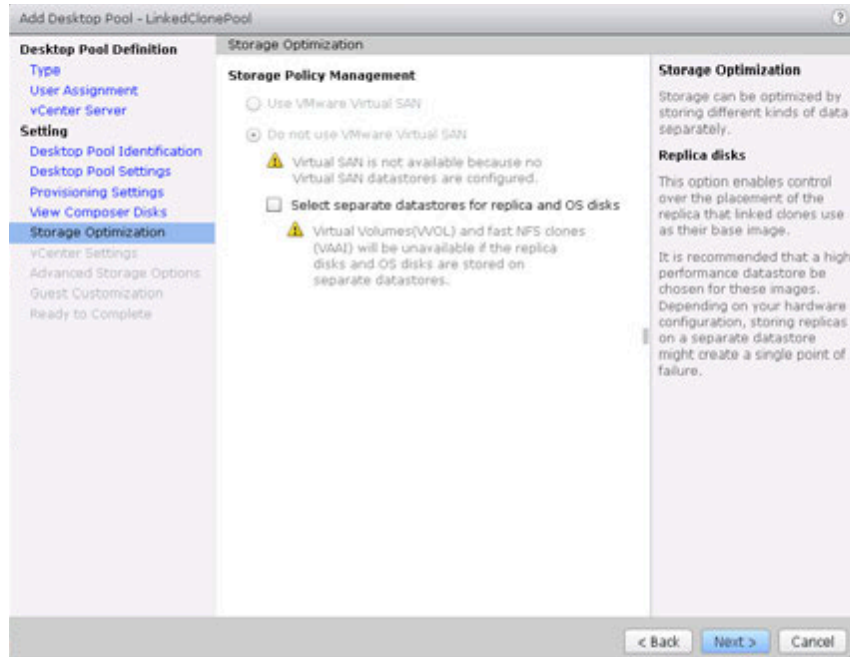 Add Desktop Pool - LinkedClonePool
?
Desktop Pool Definition
Type
User Assignment
vCenter Server
Setting
Desktop Pool Identification
Desktop Pool Settings
Provisioning Settings
View Composer Disks
Storage Optimization
vCenter Settings
Advanced Storage Options
Guest Customization
Ready to Complete
Storage Optimization
Storage Policy Management
Use VMware Virtual SAN
Do not use VMware Virtual SAN
Virtual SAN is not available because no
Virtual SAN datastores are configured.
Select separate datastores for replica and OS disks
Virtual Volumes(VVOL) and fast NFS clones
(VAAI) will be unavailable if the replica
disks and OS disks are stored on
separate datastores.
Storage Optimization
Storage can be optimized by
storing different kinds of data
separately.
Replica disks
This option enables control
over the placement of the
replica that linked clones use
as their base image.
It is recommended that a high
performance datastore be
chosen for these images.
Depending on your hardware
configuration, storing replicas
on a separate datastore
might create a single point of
failure.
< Back
Next >
Cancel